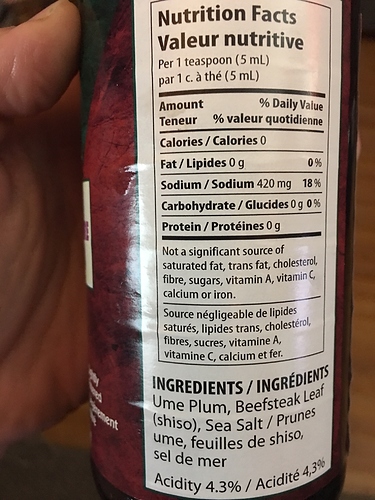 Nutrition Facts
Valeur nutritive
Per 1 teaspoon (5 mL)
par 1 c. à thé (5 mL)
Amount % Daily Value
Teneur % valeur quotidienne
Calories / Calories 0
Fat / Lipides 0 g 0 %
Sodium / Sodium 420 mg 18 %
Carbohydrate / Glucides 0 g 0 %
Protein / Protéines 0 g
Not a significant source of
saturated fat, trans fat, cholesterol,
fibre, sugars, vitamin A, vitamin C,
calcium or iron.
Source négligeable de lipides
saturés, lipides trans, cholestérol,
fibres, sucres, vitamine A,
vitamine C, calcium et fer.
INGREDIENTS / INGRÉDIENTS
Ume Plum, Beefsteak Leaf
(shiso), Sea Salt / Prunes
ume, feuilles de shiso,
sel de mer
Acidity 4.3% / Acidité 4,3%